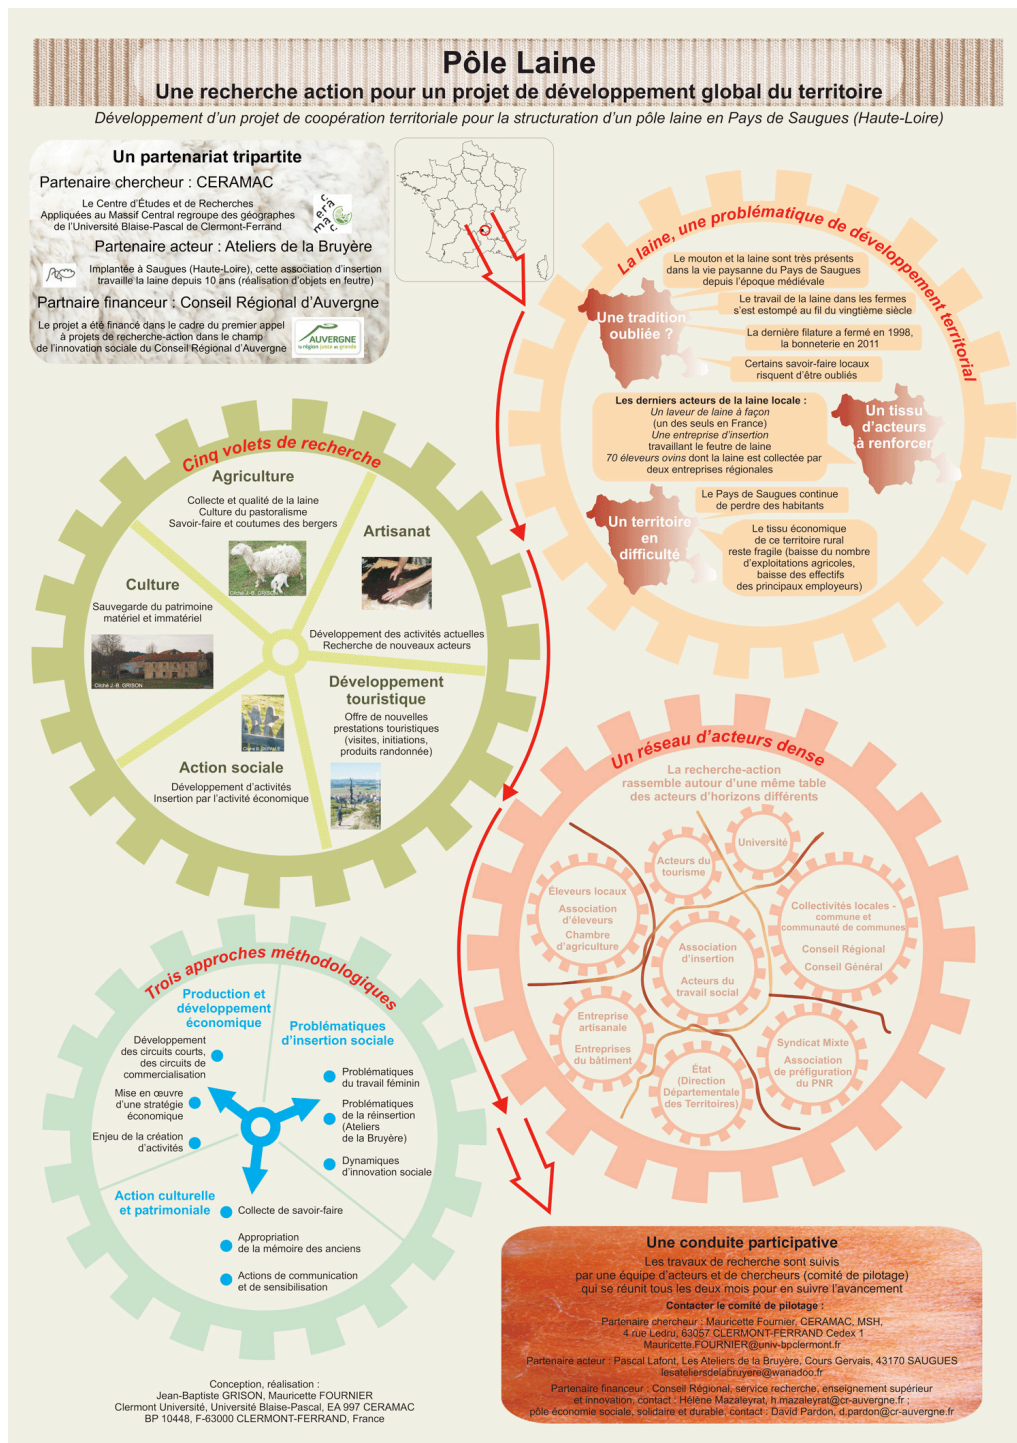 Pôle Laine
Une recherche action pour un projet de développement global du territoire
Développement d'un projet de coopération territoriale pour la structuration d'un pôle laine en Pays de Saugues (Haute-Loire)
Un partenariat tripartite
Partenaire chercheur : CERAMAC
Le Centre d'Études et de Recherches
Appliquées au Massif Central regroupe des géographes
de l'Université Blaise-Pascal de Clermont-Ferrand
ceramac
Partenaire acteur : Ateliers de la Bruyère
Implantée à Saugues (Haute-Loire), cette association d'insertion
travaille la laine depuis 10 ans (réalisation d'objets en feutre)
Partnaire financeur : Conseil Régional d'Auvergne
Le projet a été financé dans le cadre du premier appel
à projets de recherche-action dans le champ
de l'innovation sociale du Conseil Régional d'Auvergne
AUVERGNE
la région juste et grande
La laine, une problématique de développement territorial
Le mouton et la laine sont très présents
dans la vie paysanne du Pays de Saugues
depuis l'époque médiévale
Une tradition
oubliée ?
Le travail de la laine dans les fermes
s'est estompé au fil du vingtième siècle
La dernière filature a fermé en 1998,
la bonneterie en 2011
Certains savoir-faire locaux
risquent d'être oubliés
Les derniers acteurs de la laine locale :
Un laveur de laine à façon
(un des seuls en France)
Une entreprise d'insertion
travaillant le feutre de laine
70 éleveurs ovins dont la laine est collectée par
deux entreprises régionales
Un tissu
d'acteurs
à renforcer
Un territoire
en
difficulté
Le Pays de Saugues continue
de perdre des habitants
Le tissu économique
de ce territoire rural
reste fragile (baisse du nombre
d'exploitations agricoles,
baisse des effectifs
des principaux employeurs)
Cinq volets de recherche
Agriculture
Collecte et qualité de la laine
Culture du pastoralisme
Savoir-faire et coutumes des bergers
Cliché J.-B. GRISON
Artisanat
Développement des activités actuelles
Recherche de nouveaux acteurs
Culture
Sauvegarde du patrimoine
matériel et immatériel
Cliché J.-B. GRISON
Développement
touristique
Offre de nouvelles
prestations touristiques
(visites, initiations,
produits randonnée)
Action sociale
Développement d'activités
Insertion par l'activité économique
Un réseau d'acteurs dense
La recherche-action
rassemble autour d'une même table
des acteurs d'horizons différents
Université
Acteurs du
tourisme
Éleveurs locaux
Association
d'éleveurs
Chambre
d'agriculture
Collectivités locales -
commune et
communauté de communes
Conseil Régional
Conseil Général
Association
d'insertion
Acteurs du
travail social
Entreprise
artisanale
Entreprises
du bâtiment
État
(Direction
Départementale
des Territoires)
Syndicat Mixte
Association
de préfiguration
du PNR
Trois approches méthodologiques
Production et
développement
économique
Développement
des circuits courts,
des circuits de
commercialisation
Mise en œuvre
d'une stratégie
économique
Enjeu de la création
d'activités
Problématiques
d'insertion sociale
Problématiques
du travail féminin
Problématiques
de la réinsertion
(Ateliers
de la Bruyère)
Dynamiques
d'innovation sociale
Action culturelle
et patrimoniale
Collecte de savoir-faire
Appropriation
de la mémoire des anciens
Actions de communication
et de sensibilisation
Une conduite participative
Les travaux de recherche sont suivis
par une équipe d'acteurs et de chercheurs (comité de pilotage)
qui se réunit tous les deux mois pour en suivre l'avancement
Contacter le comité de pilotage :
Partenaire chercheur : Mauricette Fournier, CERAMAC, MSH,
4 rue Ledru, 63057 CLERMONT-FERRAND Cedex 1
Mauricette.FOURNIER@univ-bpclermont.fr
Partenaire acteur : Pascal Lafont, Les Ateliers de la Bruyère, Cours Gervais, 43170 SAUGUES
lesateliersdelabruyere@wanadoo.fr
Partenaire financeur : Conseil Régional, service recherche, enseignement supérieur
et innovation, contact : Hélène Mazaleyrat, h.mazaleyrat@cr-auvergne.fr ;
pôle économie sociale, solidaire et durable, contact : David Pardon, d.pardon@cr-auvergne.fr
Conception, réalisation :
Jean-Baptiste GRISON, Mauricette FOURNIER
Clermont Université, Université Blaise-Pascal, EA 997 CERAMAC
BP 10448, F-63000 CLERMONT-FERRAND, France